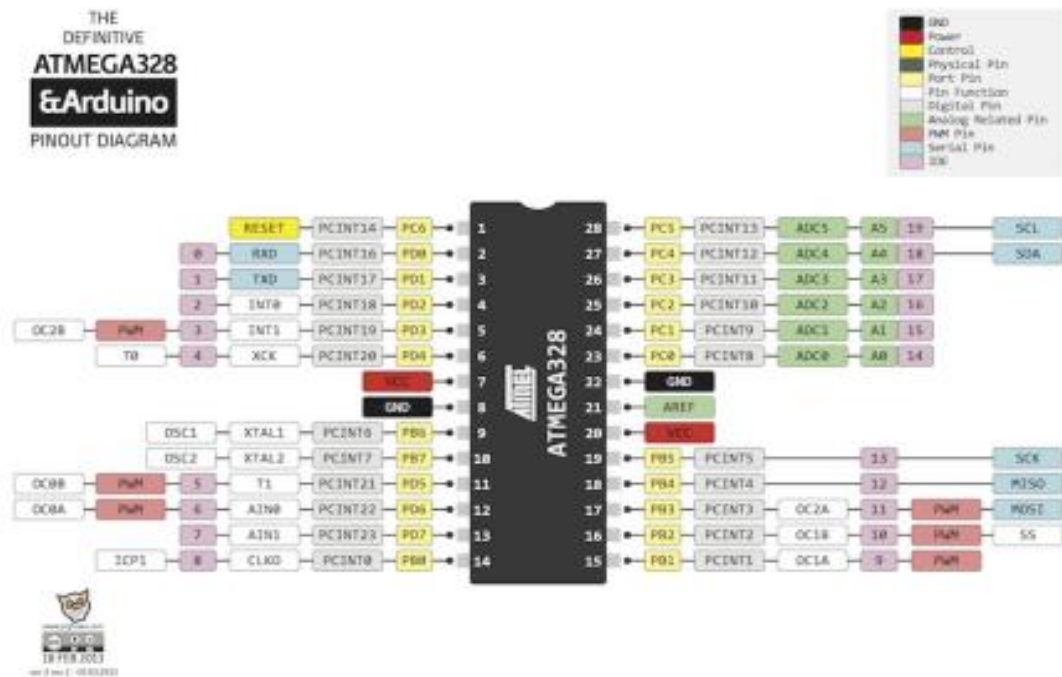 THE
DEFINITIVE
ATMEGA328
&Arduino
PINOUT DIAGRAM
GND
Power
Control
Physical Pin
Port Pin
Pin Function
Digital Pin
Analog Related Pin
PWM Pin
Serial Pin
IDE
RESET PCINT14 PC6 1
0 RXD PCINT16 PD0 2
1 TXD PCINT17 PD1 3
2 INT0 PCINT18 PD2 4
OC2B PWM 3 INT1 PCINT19 PD3 5
T0 4 XCK PCINT20 PD4 6
VCC 7
GND 8
OSC1 XTAL1 PCINT6 PB6 9
OSC2 XTAL2 PCINT7 PB7 10
OC0B PWM 5 T1 PCINT21 PD5 11
OC0A PWM 6 AIN0 PCINT22 PD6 12
7 AIN1 PCINT23 PD7 13
ICP1 8 CLKO PCINT0 PB0 14
ATMEL
ATMEGA328
28 PC5 PCINT13 ADC5 A5 19 SCL
27 PC4 PCINT12 ADC4 A4 18 SDA
26 PC3 PCINT11 ADC3 A3 17
25 PC2 PCINT10 ADC2 A2 16
24 PC1 PCINT9 ADC1 A1 15
23 PC0 PCINT8 ADC0 A0 14
22 GND
21 AREF
20 VCC
19 PB5 PCINT5 13 SCK
18 PB4 PCINT4 12 MISO
17 PB3 PCINT3 OC2A 11 PWM MOSI
16 PB2 PCINT2 OC1B 10 PWM SS
15 PB1 PCINT1 OC1A 9 PWM
18 FEB 2013